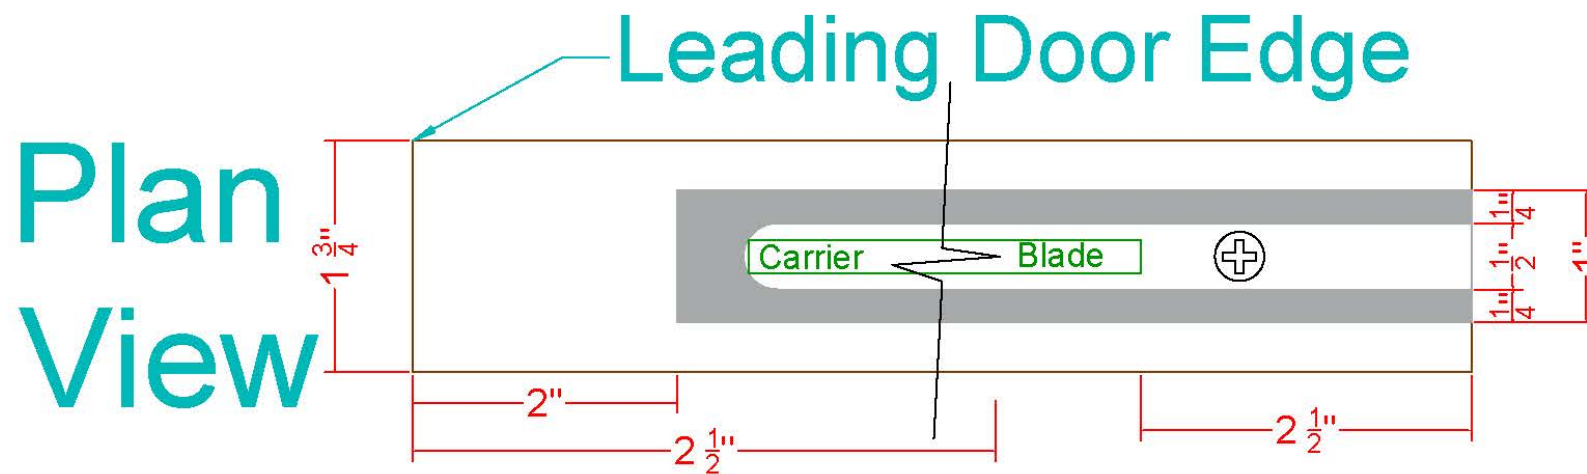 Leading Door Edge
Plan
View
Carrier
Blade
1 3/4"
1/4"
1/2"
1/4"
1"
2"
2 1/2"
2 1/2"